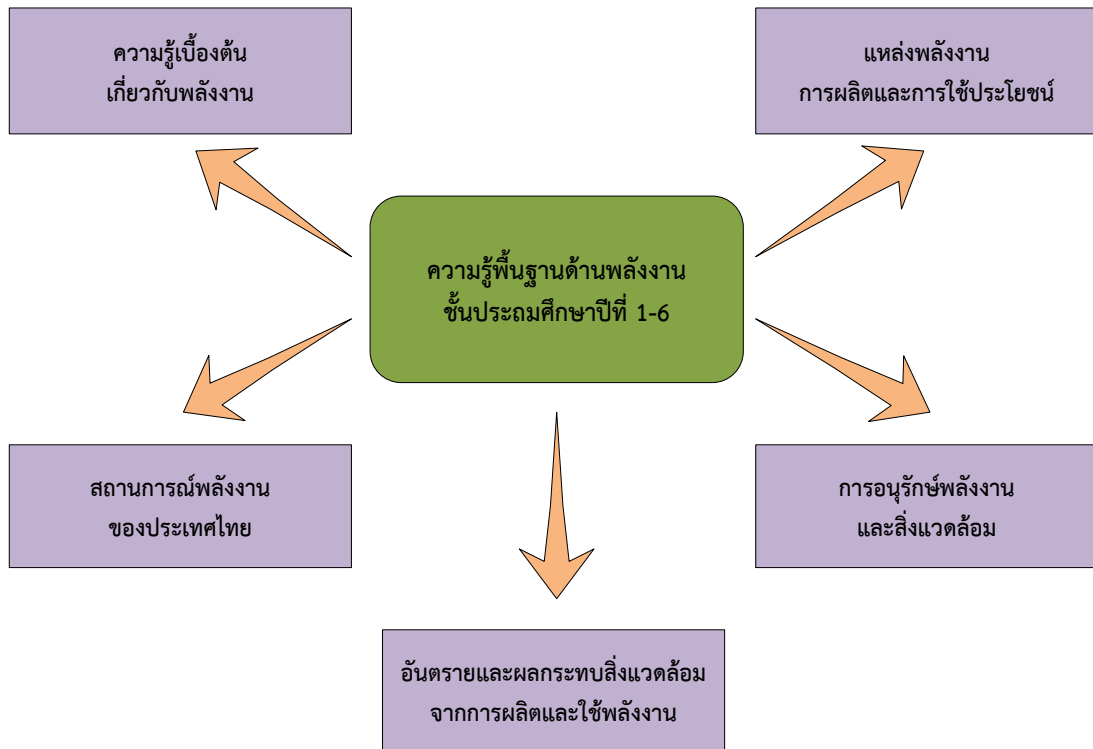 ความรู้เบื้องต้น
เกี่ยวกับพลังงาน
แหล่งพลังงาน
การผลิตและการใช้ประโยชน์
ความรู้พื้นฐานด้านพลังงาน
ชั้นประถมศึกษาปีที่ 1-6
สถานการณ์พลังงาน
ของประเทศไทย
การอนุรักษ์พลังงาน
และสิ่งแวดล้อม
อันตรายและผลกระทบสิ่งแวดล้อม
จากการผลิตและใช้พลังงาน